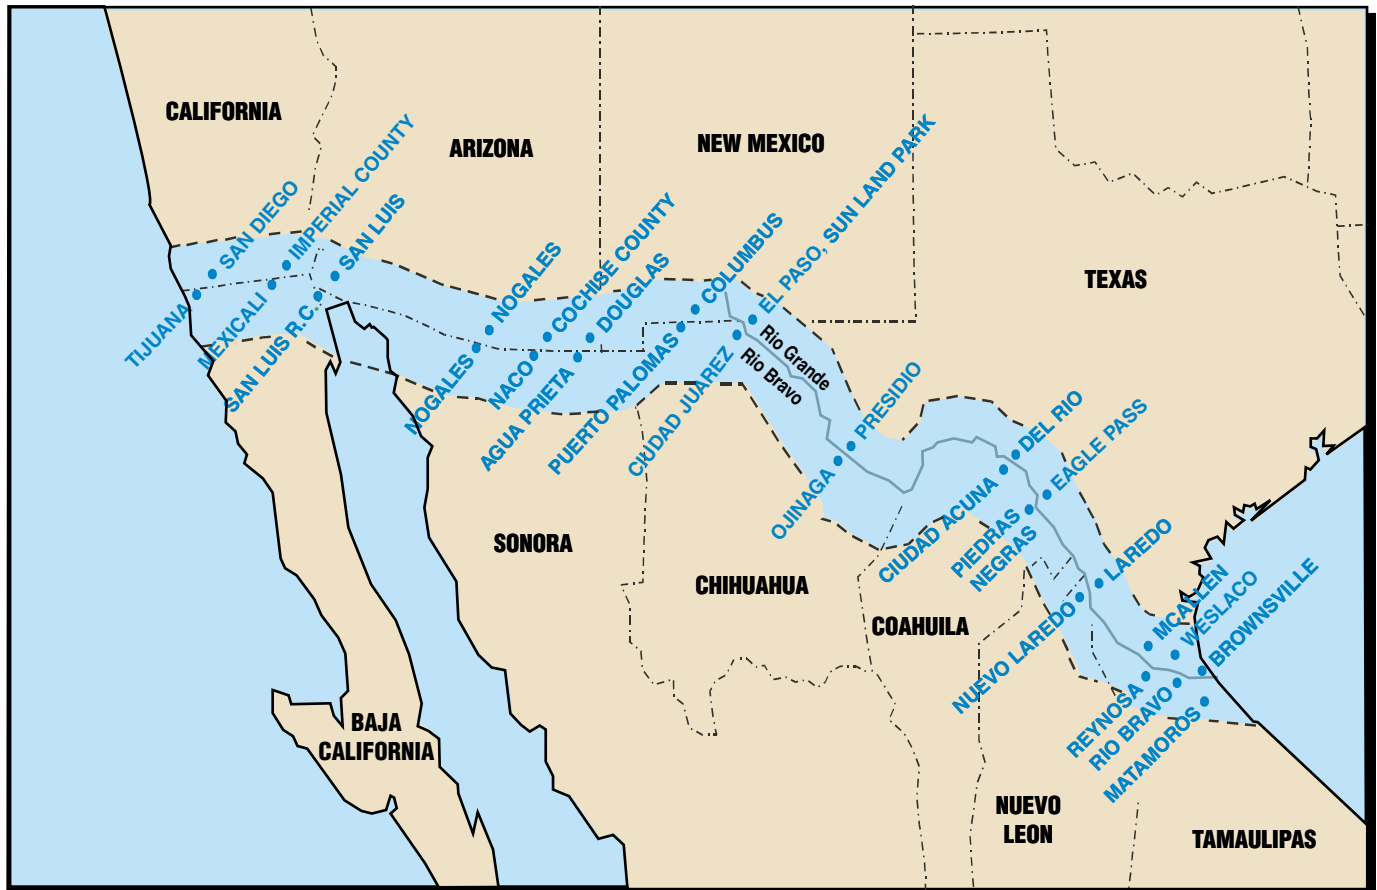 CALIFORNIA
ARIZONA
NEW MEXICO
TEXAS
SAN DIEGO
IMPERIAL COUNTY
SAN LUIS
NOGALES
COCHISE COUNTY
DOUGLAS
COLUMBUS
EL PASO, SUN LAND PARK
TIJUANA
MEXICALI
SAN LUIS R.C.
NOGALES
NACO
AGUA PRIETA
PUERTO PALOMAS
CIUDAD JUAREZ
Rio Grande
Rio Bravo
PRESIDIO
OJINAGA
DEL RIO
EAGLE PASS
CIUDAD ACUNA
PIEDRAS
NEGRAS
LAREDO
NUEVO LAREDO
MCALLEN
WESLACO
BROWNSVILLE
REYNOSA
RIO BRAVO
MATAMOROS
SONORA
CHIHUAHUA
COAHUILA
BAJA
CALIFORNIA
NUEVO
LEON
TAMAULIPAS